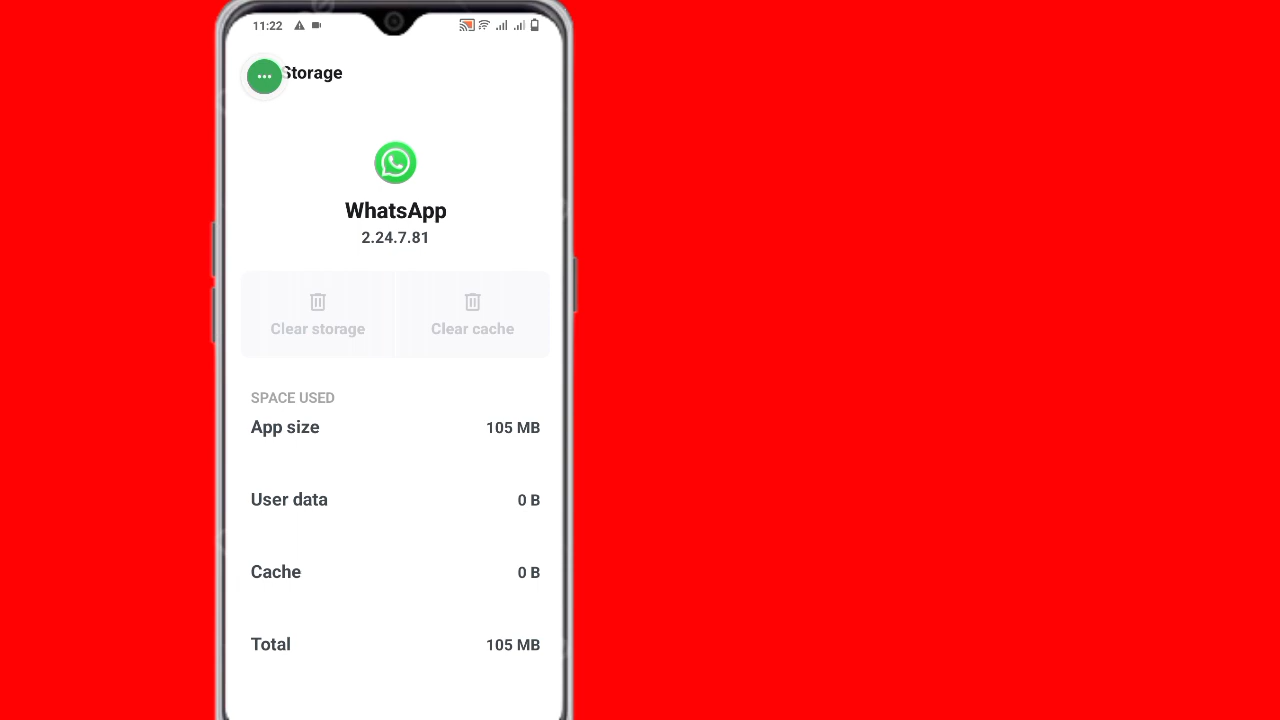 11:22
Storage
WhatsApp
2.24.7.81
Clear storage
Clear cache
SPACE USED
App size
105 MB
User data
0 B
Cache
0 B
Total
105 MB